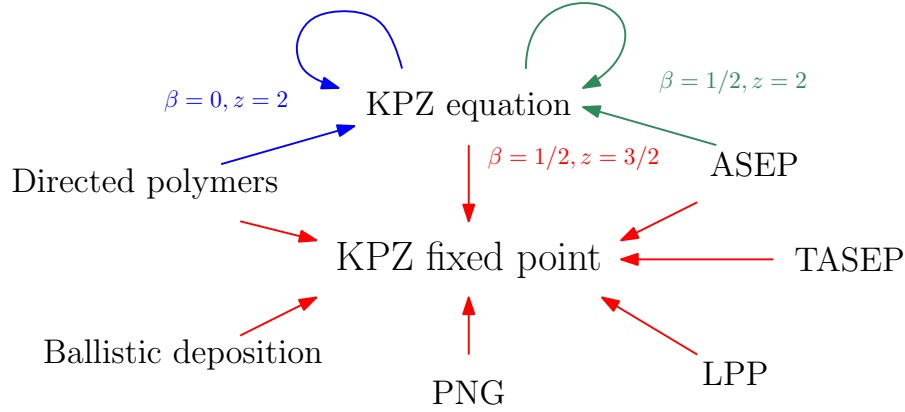 β = 0, z = 2
β = 1/2, z = 2
KPZ equation
β = 1/2, z = 3/2
ASEP
Directed polymers
KPZ fixed point
TASEP
Ballistic deposition
LPP
PNG